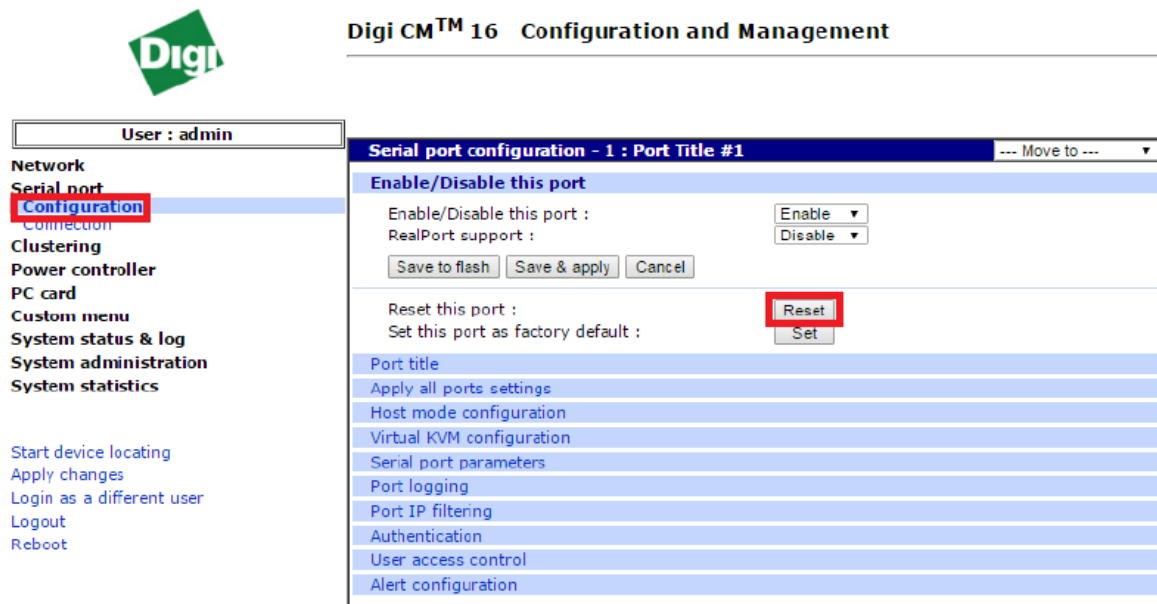 Digi
Digi CM™ 16 Configuration and Management
User : admin
Network
Serial port
Configuration
Connection
Clustering
Power controller
PC card
Custom menu
System status & log
System administration
System statistics
Start device locating
Apply changes
Login as a different user
Logout
Reboot
Serial port configuration - 1 : Port Title #1
--- Move to ---
Enable/Disable this port
Enable/Disable this port : Enable
RealPort support : Disable
Save to flash Save & apply Cancel
Reset this port : Reset
Set this port as factory default : Set
Port title
Apply all ports settings
Host mode configuration
Virtual KVM configuration
Serial port parameters
Port logging
Port IP filtering
Authentication
User access control
Alert configuration